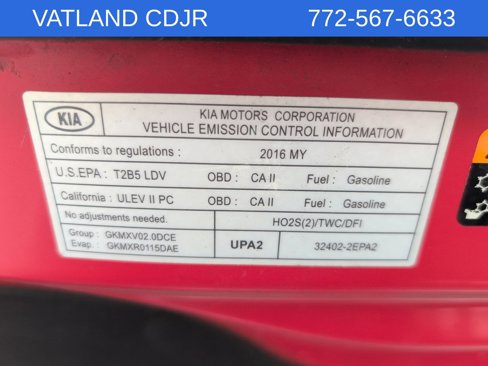 VATLAND CDJR 772-567-6633
KIA KIA MOTORS CORPORATION
VEHICLE EMISSION CONTROL INFORMATION
Conforms to regulations : 2016 MY
U.S.EPA : T2B5 LDV OBD : CA II Fuel : Gasoline
California : ULEV II PC OBD : CA II Fuel : Gasoline
No adjustments needed. HO2S(2)/TWC/DFI
Group : GKMXV02.0DCE
Evap. : GKMXR0115DAE
UPA2 32402-2EPA2